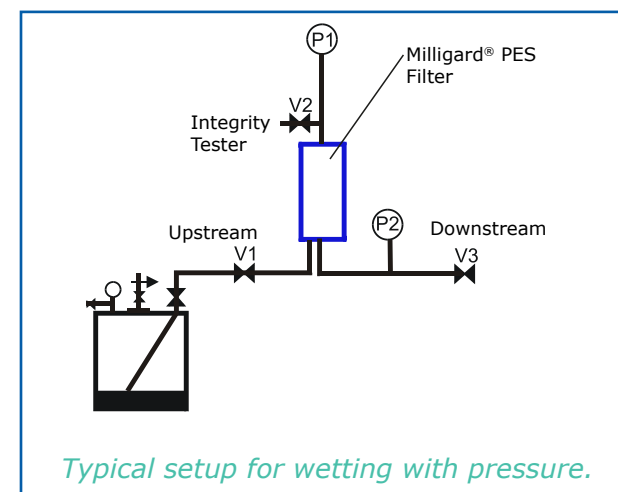 P1
Milligard® PES
Filter
V2
Integrity
Tester
P2
Upstream
Downstream
V1
V3
Typical setup for wetting with pressure.